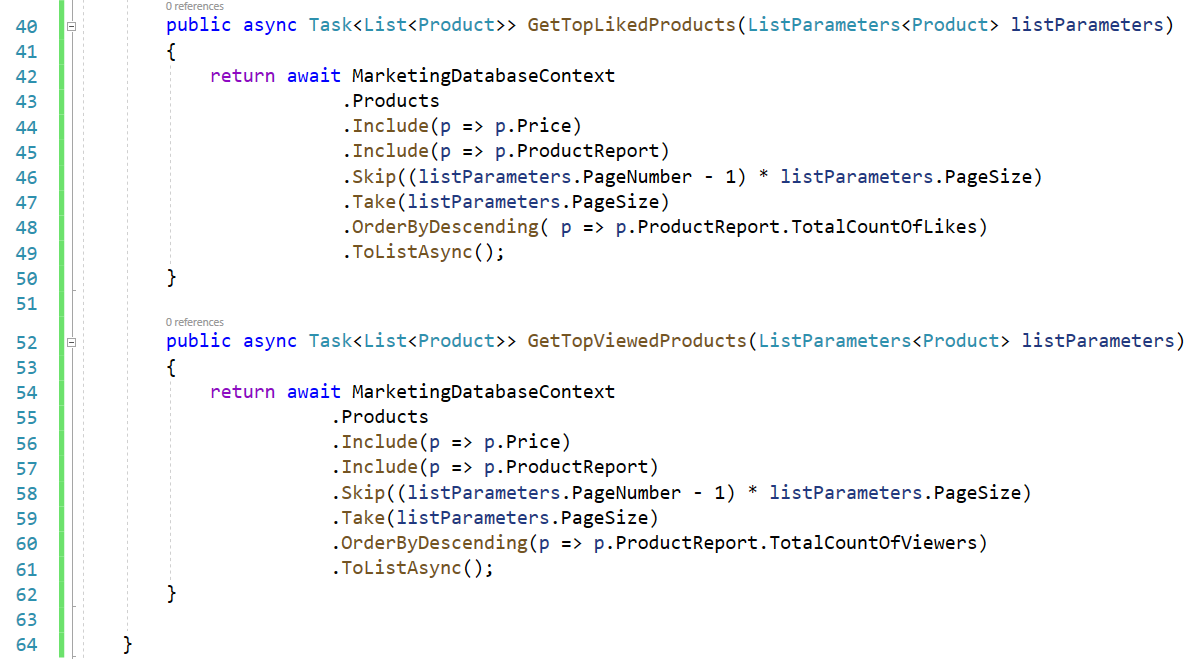 0 references
40 public async Task<List<Product>> GetTopLikedProducts(ListParameters<Product> listParameters)
41 {
42 return await MarketingDatabaseContext
43 .Products
44 .Include(p => p.Price)
45 .Include(p => p.ProductReport)
46 .Skip((listParameters.PageNumber - 1) * listParameters.PageSize)
47 .Take(listParameters.PageSize)
48 .OrderByDescending( p => p.ProductReport.TotalCountOfLikes)
49 .ToListAsync();
50 }
51
0 references
52 public async Task<List<Product>> GetTopViewedProducts(ListParameters<Product> listParameters)
53 {
54 return await MarketingDatabaseContext
55 .Products
56 .Include(p => p.Price)
57 .Include(p => p.ProductReport)
58 .Skip((listParameters.PageNumber - 1) * listParameters.PageSize)
59 .Take(listParameters.PageSize)
60 .OrderByDescending(p => p.ProductReport.TotalCountOfViewers)
61 .ToListAsync();
62 }
63
64 }